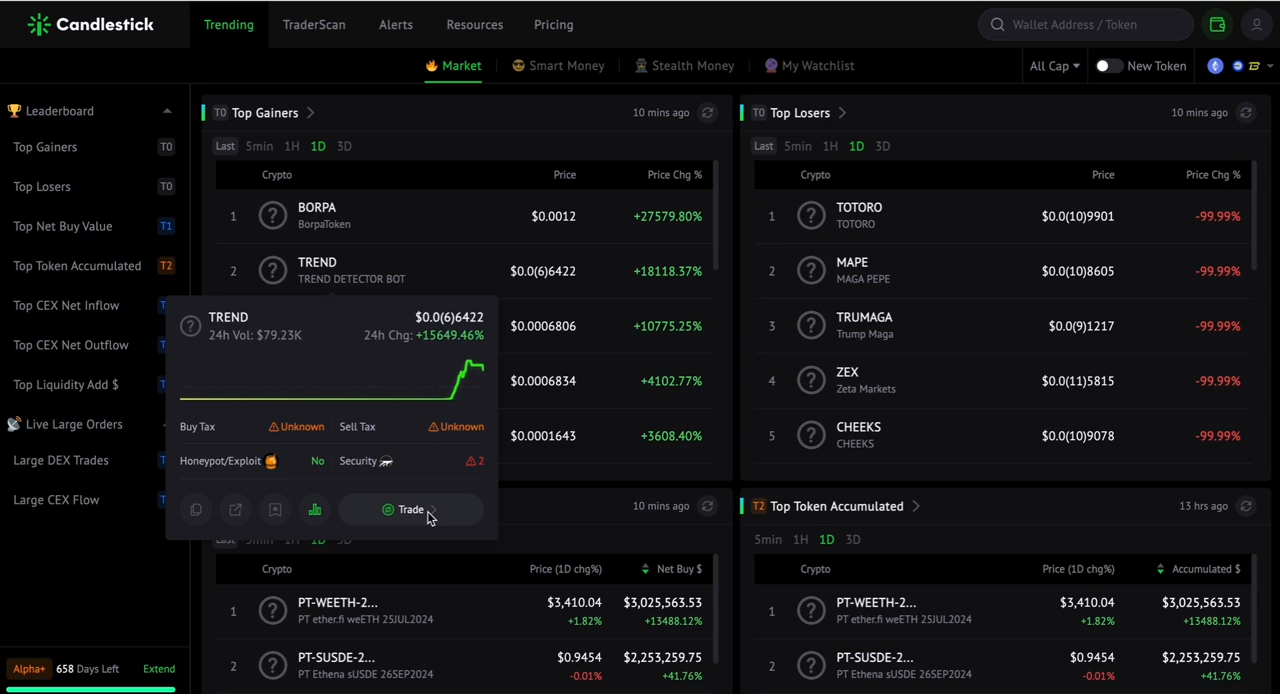 Candlestick
Trending
TraderScan
Alerts
Resources
Pricing
Wallet Address / Token
Market
Smart Money
Stealth Money
My Watchlist
All Cap
New Token
Leaderboard
Top Gainers T0
Top Losers T0
Top Net Buy Value T1
Top Token Accumulated T2
Top CEX Net Inflow
Top CEX Net Outflow
Top Liquidity Add $
Live Large Orders
Large DEX Trades
Large CEX Flow
Alpha+ 658 Days Left Extend
T0 Top Gainers 10 mins ago
Last 5min 1H 1D 3D
Crypto Price Price Chg %
1 BORPA $0.0012 +27579.80%
BorpaToken
2 TREND $0.0(6)6422 +18118.37%
TREND DETECTOR BOT
$0.0006806 +10775.25%
$0.0006834 +4102.77%
$0.0001643 +3608.40%
TREND $0.0(6)6422
24h Vol: $79.23K 24h Chg: +15649.46%
Buy Tax Unknown Sell Tax Unknown
Honeypot/Exploit No Security 2
Trade
T0 Top Losers 10 mins ago
Last 5min 1H 1D 3D
Crypto Price Price Chg %
1 TOTORO $0.0(10)9901 -99.99%
TOTORO
2 MAPE $0.0(10)8605 -99.99%
MAGA PEPE
3 TRUMAGA $0.0(9)1217 -99.99%
Trump Maga
4 ZEX $0.0(11)5815 -99.99%
Zeta Markets
5 CHEEKS $0.0(10)9078 -99.99%
CHEEKS
10 mins ago
Last 5min 1H 1D 3D
Crypto Price (1D chg%) Net Buy $
1 PT-WEETH-2... $3,410.04 $3,025,563.53
PT ether.fi weETH 25JUL2024 +1.82% +13488.12%
2 PT-SUSDE-2... $0.9454 $2,253,259.75
PT Ethena sUSDE 26SEP2024 -0.01% +41.76%
T2 Top Token Accumulated 13 hrs ago
5min 1H 1D 3D
Crypto Price (1D chg%) Accumulated $
1 PT-WEETH-2... $3,410.04 $3,025,563.53
PT ether.fi weETH 25JUL2024 +1.82% +13488.12%
2 PT-SUSDE-2... $0.9454 $2,253,259.75
PT Ethena sUSDE 26SEP2024 -0.01% +41.76%